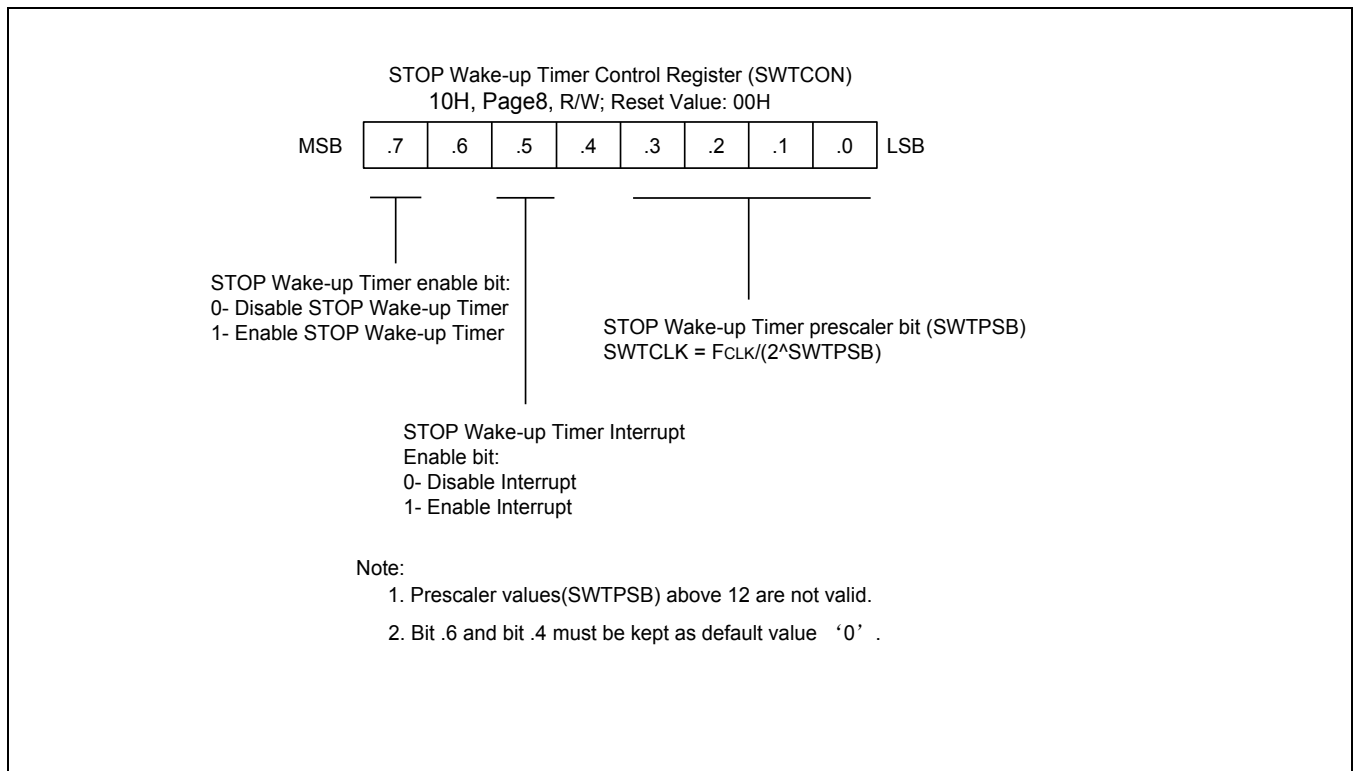 STOP Wake-up Timer Control Register (SWTCON)
10H, Page8, R/W; Reset Value: 00H
MSB .7 .6 .5 .4 .3 .2 .1 .0 LSB
STOP Wake-up Timer enable bit:
0- Disable STOP Wake-up Timer
1- Enable STOP Wake-up Timer
STOP Wake-up Timer prescaler bit (SWTPSB)
SWTCLK = FCLK/(2^SWTPSB)
STOP Wake-up Timer Interrupt
Enable bit:
0- Disable Interrupt
1- Enable Interrupt
Note:
1. Prescaler values(SWTPSB) above 12 are not valid.
2. Bit .6 and bit .4 must be kept as default value ‘0’.